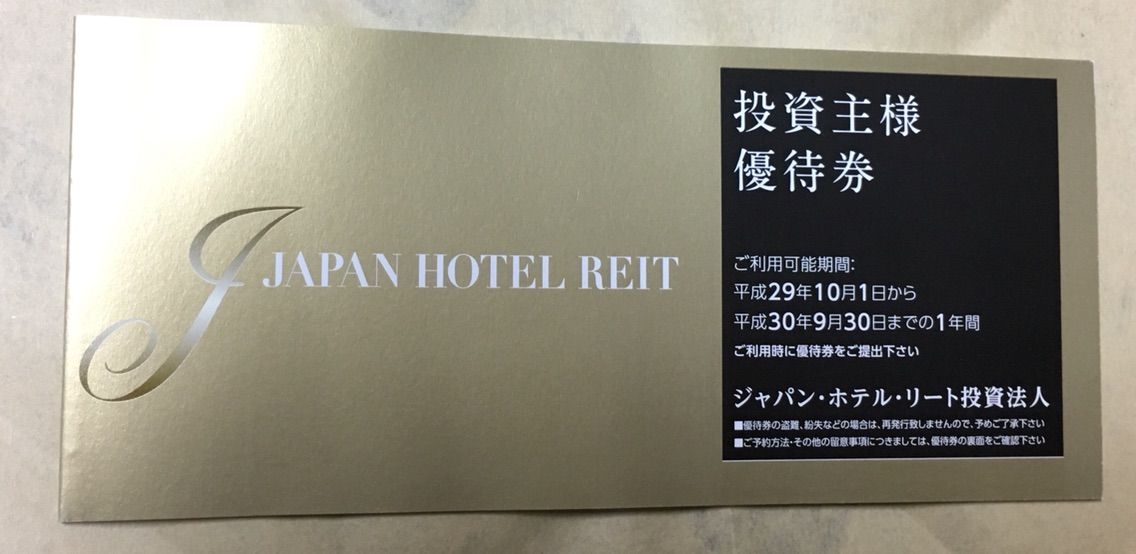 J JAPAN HOTEL REIT
投資主様
優待券
ご利用可能期間:
平成29年10月1日から
平成30年9月30日までの1年間
ご利用時に優待券をご提出下さい
ジャパン・ホテル・リート投資法人
■優待券の盗難、紛失などの場合は、再発行致しませんので、予めご了承下さい
■ご予約方法・その他の留意事項につきましては、優待券の裏面をご確認下さい